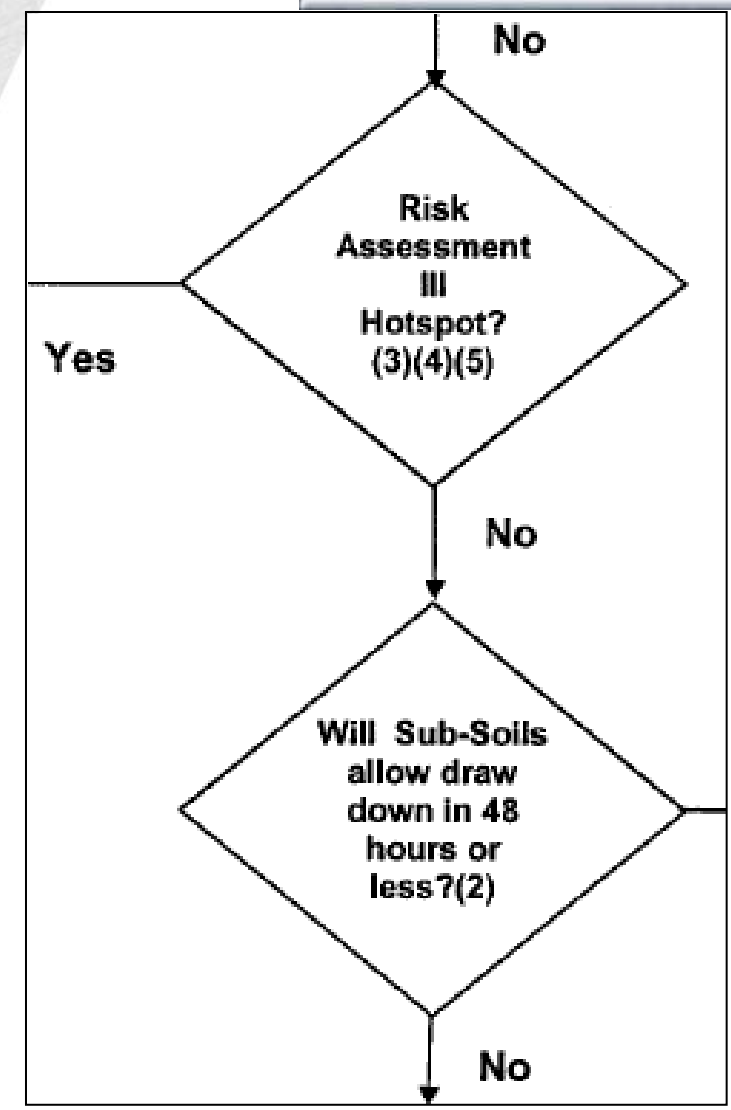 No
Risk
Assessment
III
Hotspot?
(3)(4)(5)
Yes
No
Will Sub-Soils
allow draw
down in 48
hours or
less?(2)
No